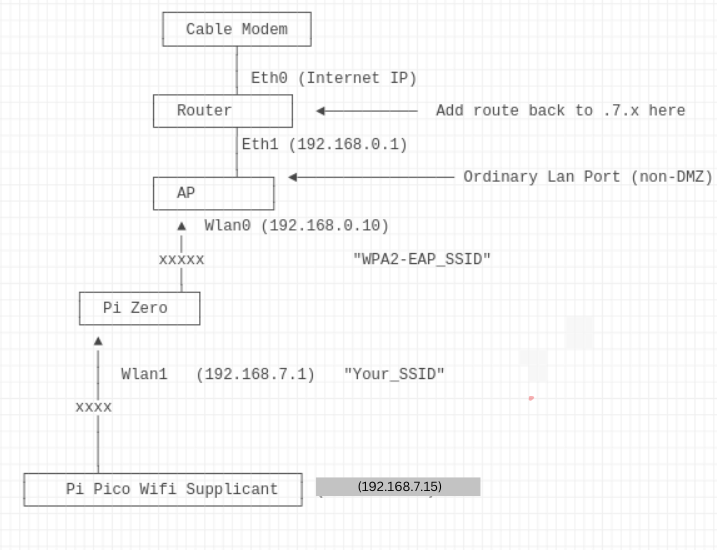 Cable Modem
Eth0 (Internet IP)
Router
Add route back to .7.x here
Eth1 (192.168.0.1)
Ordinary Lan Port (non-DMZ)
AP
Wlan0 (192.168.0.10)
xxxxx "WPA2-EAP_SSID"
Pi Zero
Wlan1 (192.168.7.1) "Your_SSID"
xxxx
Pi Pico Wifi Supplicant (192.168.7.15)